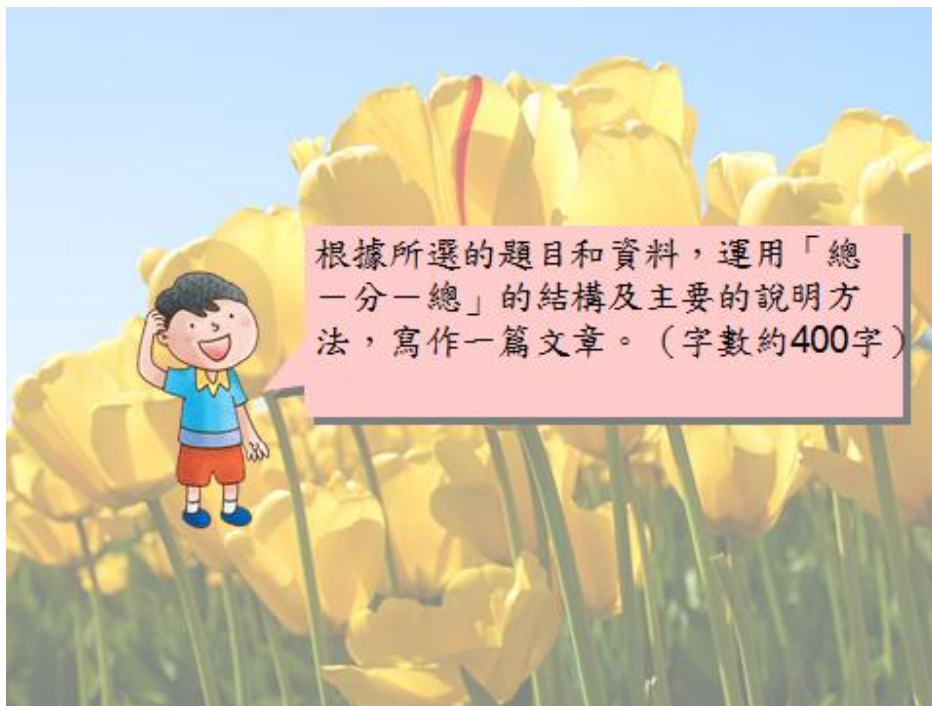 根據所選的題目和資料，運用「總
－分－總」的結構及主要的說明方
法，寫作一篇文章。（字數約400字）